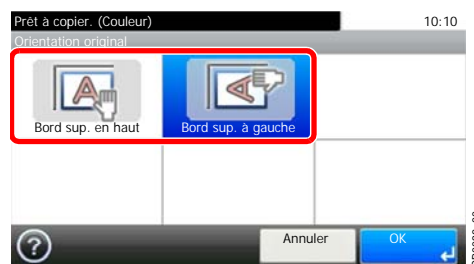 Prêt à copier. (Couleur) 10:10
Orientation original
Bord sup. en haut Bord sup. à gauche
Annuler OK